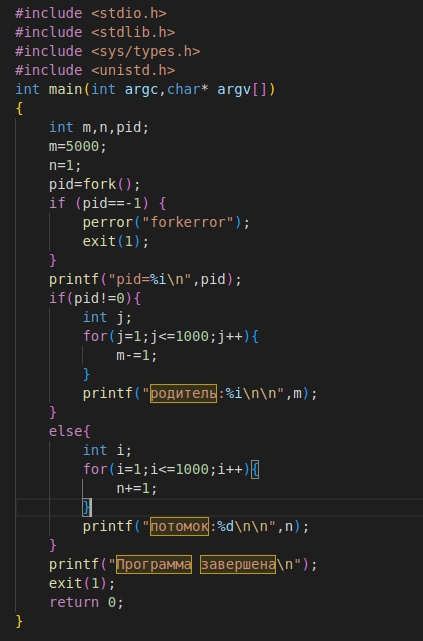 #include <stdio.h>
#include <stdlib.h>
#include <sys/types.h>
#include <unistd.h>
int main(int argc,char* argv[])
{
    int m,n,pid;
    m=5000;
    n=1;
    pid=fork();
    if (pid==-1) {
        perror("forkerror");
        exit(1);
    }
    printf("pid=%i\n",pid);
    if(pid!=0){
        int j;
        for(j=1;j<=1000;j++){
            m-=1;
        }
        printf("родитель:%i\n\n",m);
    }
    else{
        int i;
        for(i=1;i<=1000;i++){
            n+=1;
        }
        printf("потомок:%d\n\n",n);
    }
    printf("Программа завершена\n");
    exit(1);
    return 0;
}